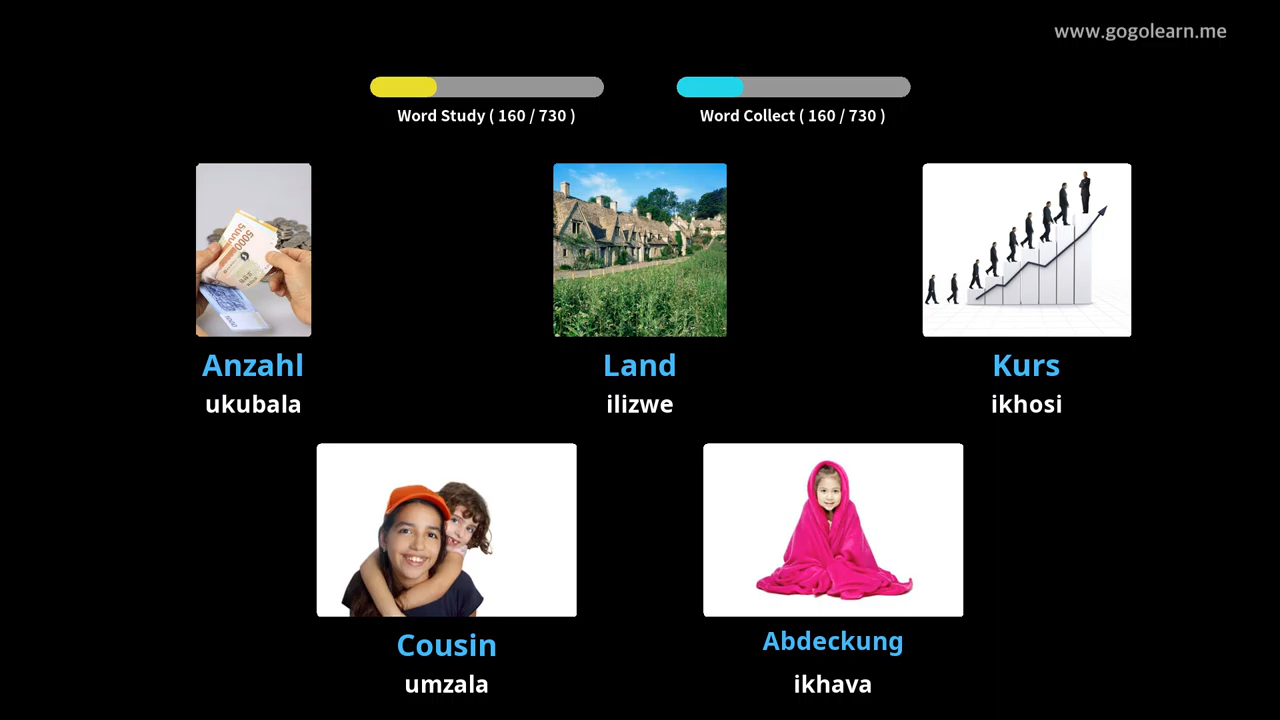 www.gogolearn.me
Word Study ( 160 / 730 )
Word Collect ( 160 / 730 )
Anzahl
ukubala
Land
ilizwe
Kurs
ikhosi
Cousin
umzala
Abdeckung
ikhava